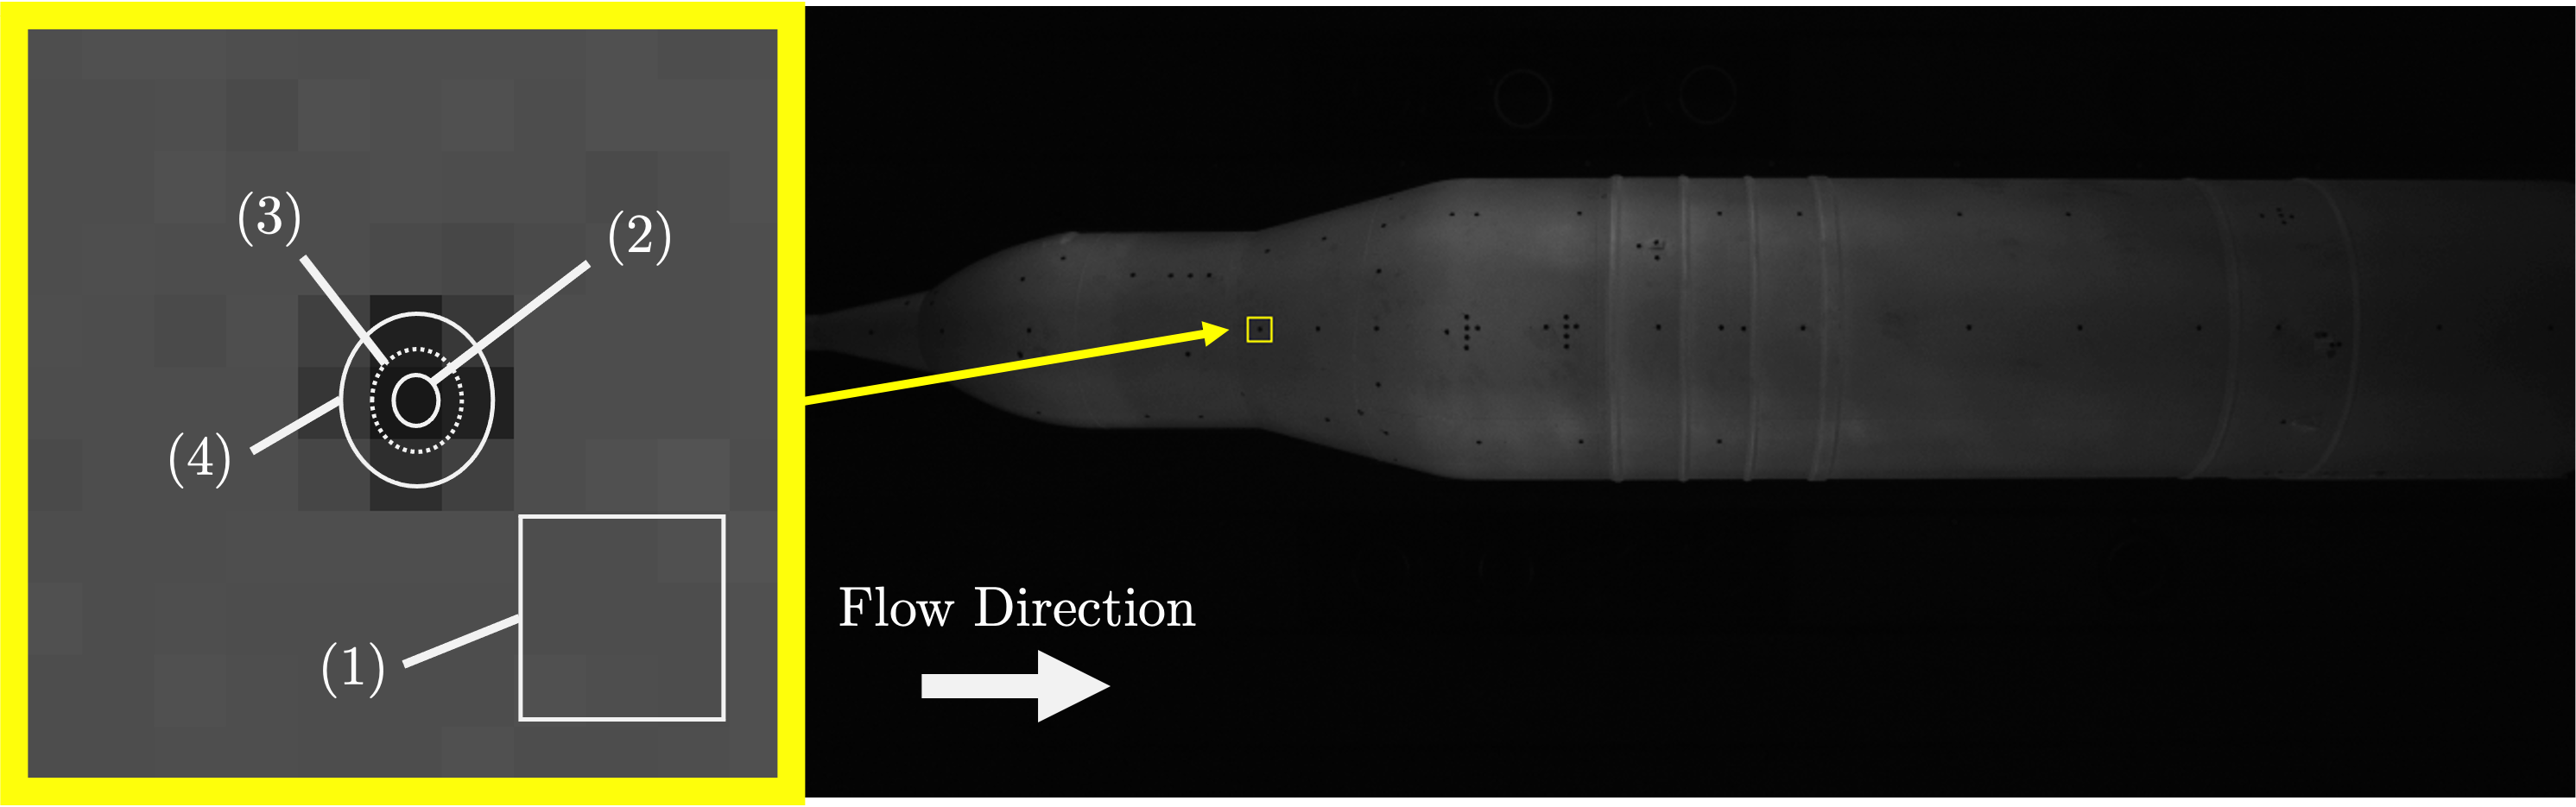 (3)
(2)
(4)
(1)
Flow Direction